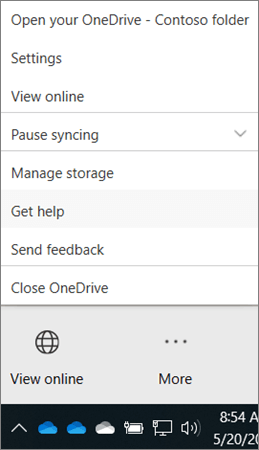 Open your OneDrive - Contoso folder
Settings
View online
Pause syncing
Manage storage
Get help
Send feedback
Close OneDrive
View online More
8:54 A
5/20/20